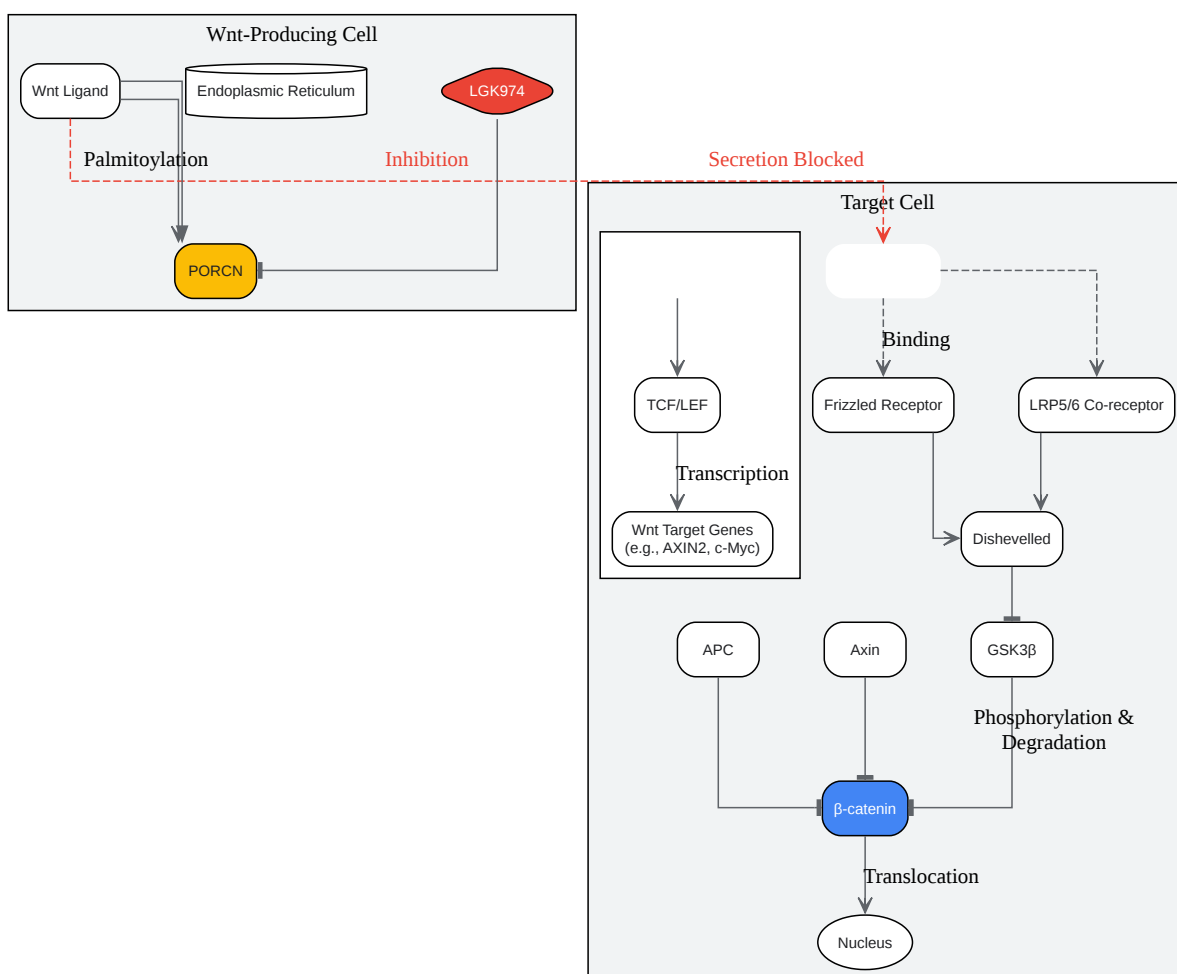 Wnt-Producing Cell
Wnt Ligand
Endoplasmic Reticulum
LGK974
Palmitoylation
Inhibition
Secretion Blocked
PORCN
Target Cell
Binding
TCF/LEF
Frizzled Receptor
LRP5/6 Co-receptor
Transcription
Wnt Target Genes
(e.g., AXIN2, c-Myc)
Dishevelled
APC
Axin
GSK3β
Phosphorylation &
Degradation
β-catenin
Translocation
Nucleus